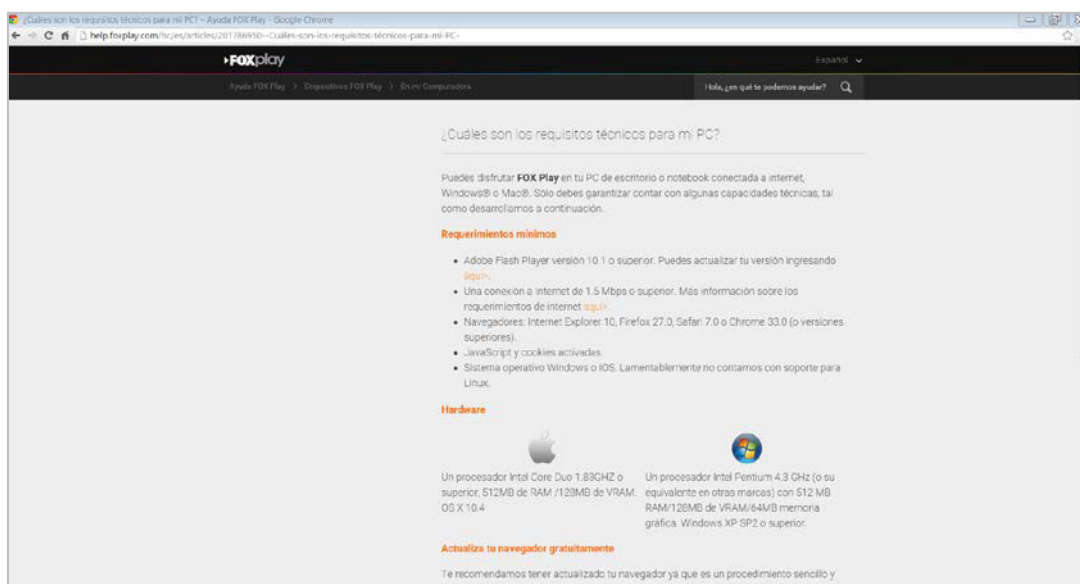 ¿Cuáles son los requisitos técnicos para mi PC? – Ayuda FOX Play - Google Chrome
help.foxplay.com/hc/es/articles/201786950--Cuáles-son-los-requisitos-técnicos-para-mi-PC-
FOXplay
Español
Ayuda FOX Play > Dispositivos FOX Play > En mi Computadora
Hola, ¿en qué te podemos ayudar?
¿Cuáles son los requisitos técnicos para mi PC?
Puedes disfrutar FOX Play en tu PC de escritorio o notebook conectada a internet,
Windows® o Mac®. Sólo debes garantizar contar con algunas capacidades técnicas, tal
como desarrollamos a continuación.
Requerimientos mínimos
• Adobe Flash Player versión 10.1 o superior. Puedes actualizar tu versión ingresando
aquí>.
• Una conexión a Internet de 1.5 Mbps o superior. Más información sobre los
requerimientos de internet aquí>.
• Navegadores: Internet Explorer 10, Firefox 27.0, Safari 7.0 o Chrome 33.0 (o versiones
superiores).
• JavaScript y cookies activadas.
• Sistema operativo Windows o IOS. Lamentablemente no contamos con soporte para
Linux.
Hardware
Un procesador Intel Core Duo 1.83GHZ o
superior, 512MB de RAM /128MB de VRAM.
OS X 10.4
Un procesador Intel Pentium 4.3 GHz (o su
equivalente en otras marcas) con 512 MB
RAM/128MB de VRAM/64MB memoria
gráfica. Windows XP SP2 o superior.
Actualiza tu navegador gratuitamente
Te recomendamos tener actualizado tu navegador ya que es un procedimiento sencillo y